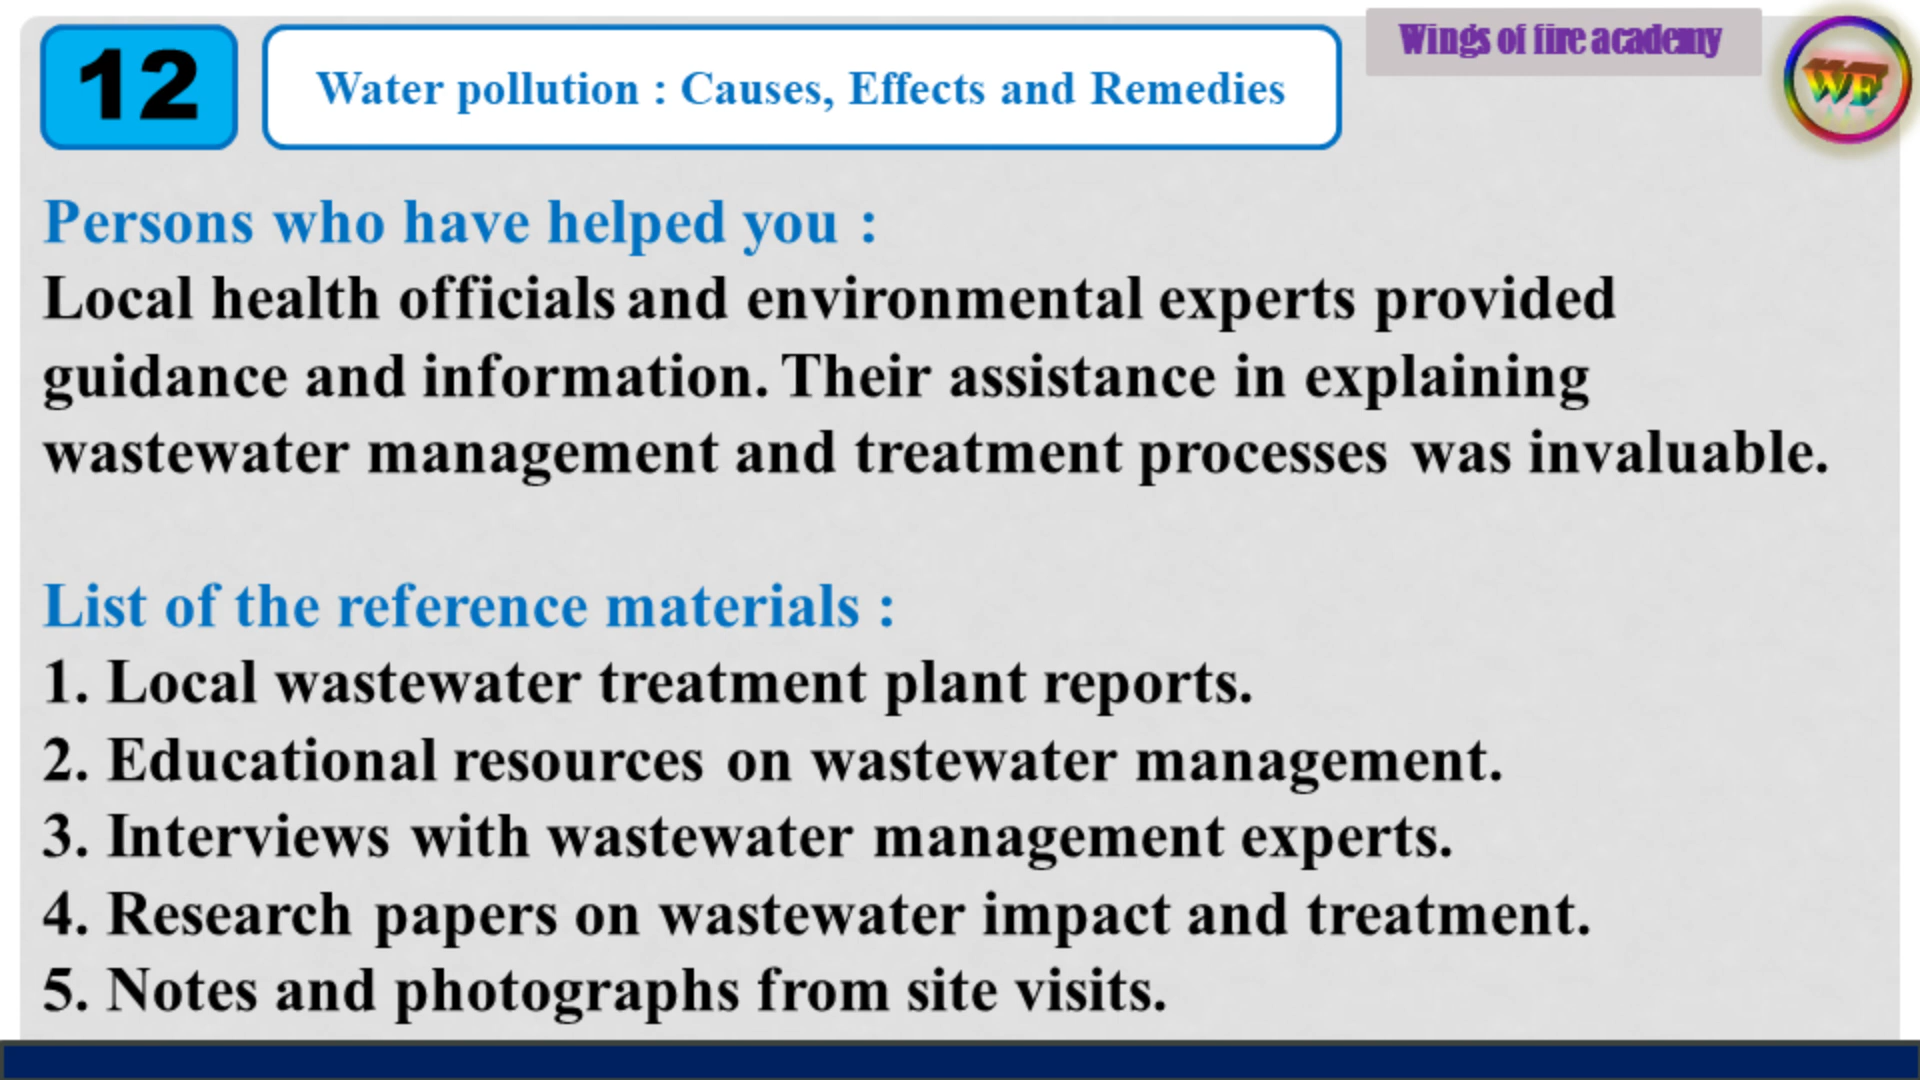 12
Water pollution : Causes, Effects and Remedies
Wings of fire academy
WF
Persons who have helped you :
Local health officials and environmental experts provided
guidance and information. Their assistance in explaining
wastewater management and treatment processes was invaluable.
List of the reference materials :
1. Local wastewater treatment plant reports.
2. Educational resources on wastewater management.
3. Interviews with wastewater management experts.
4. Research papers on wastewater impact and treatment.
5. Notes and photographs from site visits.